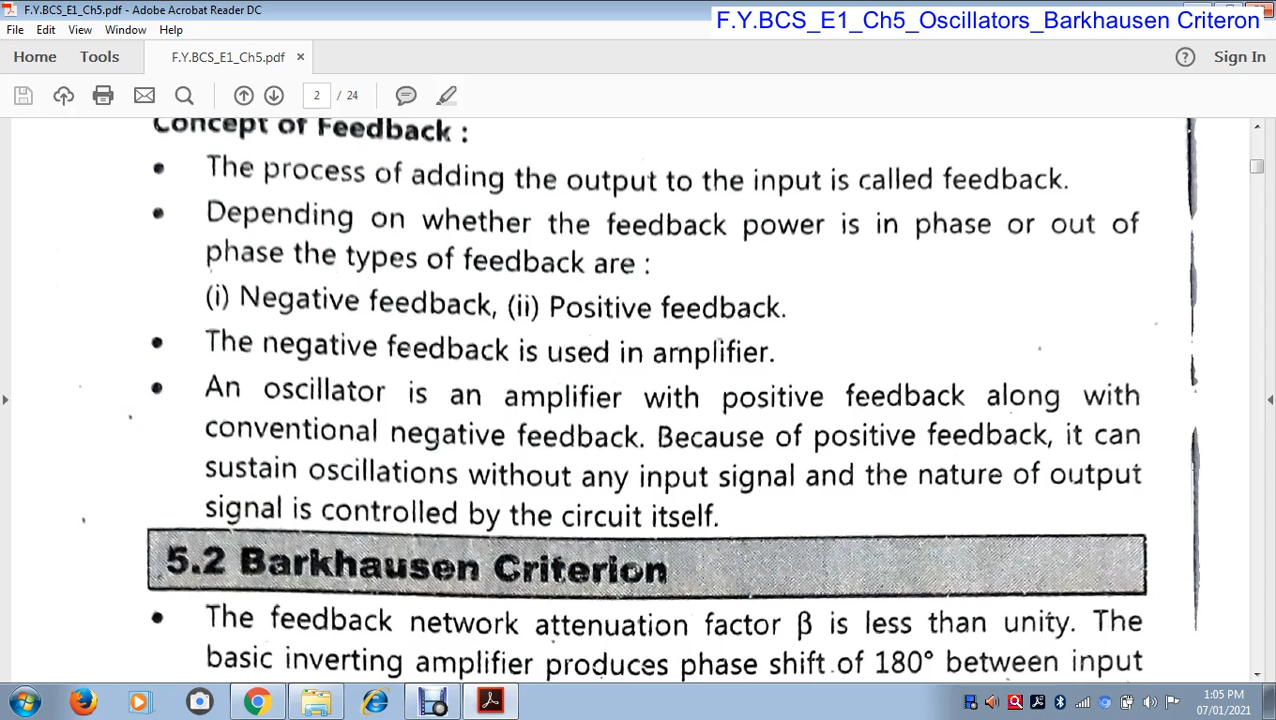 F.Y.BCS_E1_Ch5.pdf - Adobe Acrobat Reader DC
F.Y.BCS_E1_Ch5_Oscillators_Barkhausen Criteron
File Edit View Window Help
Home Tools F.Y.BCS_E1_Ch5.pdf × Sign In
2 / 24
Concept of Feedback :
• The process of adding the output to the input is called feedback.
• Depending on whether the feedback power is in phase or out of
phase the types of feedback are :
(i) Negative feedback, (ii) Positive feedback.
• The negative feedback is used in amplifier.
• An oscillator is an amplifier with positive feedback along with
conventional negative feedback. Because of positive feedback, it can
sustain oscillations without any input signal and the nature of output
signal is controlled by the circuit itself.
5.2 Barkhausen Criterion
• The feedback network attenuation factor β is less than unity. The
basic inverting amplifier produces phase shift of 180° between input
1:05 PM
07/01/2021